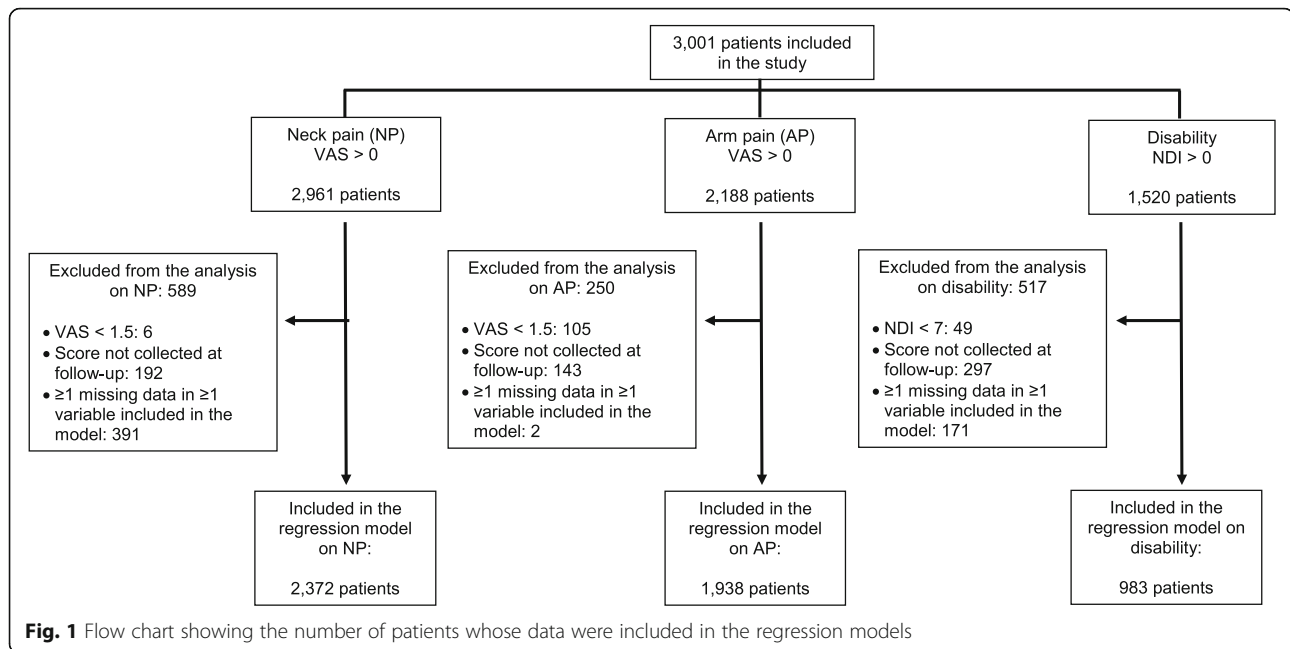 3,001 patients included
in the study
Neck pain (NP)
VAS > 0
2,961 patients
Arm pain (AP)
VAS > 0
2,188 patients
Disability
NDI > 0
1,520 patients
Excluded from the analysis
on NP: 589
• VAS < 1.5: 6
• Score not collected at
follow-up: 192
• ≥1 missing data in ≥1
variable included in the
model: 391
Excluded from the analysis
on AP: 250
• VAS < 1.5: 105
• Score not collected at
follow-up: 143
• ≥1 missing data in ≥1
variable included in the
model: 2
Excluded from the analysis
on disability: 517
• NDI < 7: 49
• Score not collected at
follow-up: 297
• ≥1 missing data in ≥1
variable included in the
model: 171
Included in the
regression model
on NP:
2,372 patients
Included in the
regression model
on AP:
1,938 patients
Included in the
regression model on
disability:
983 patients
Fig. 1 Flow chart showing the number of patients whose data were included in the regression models